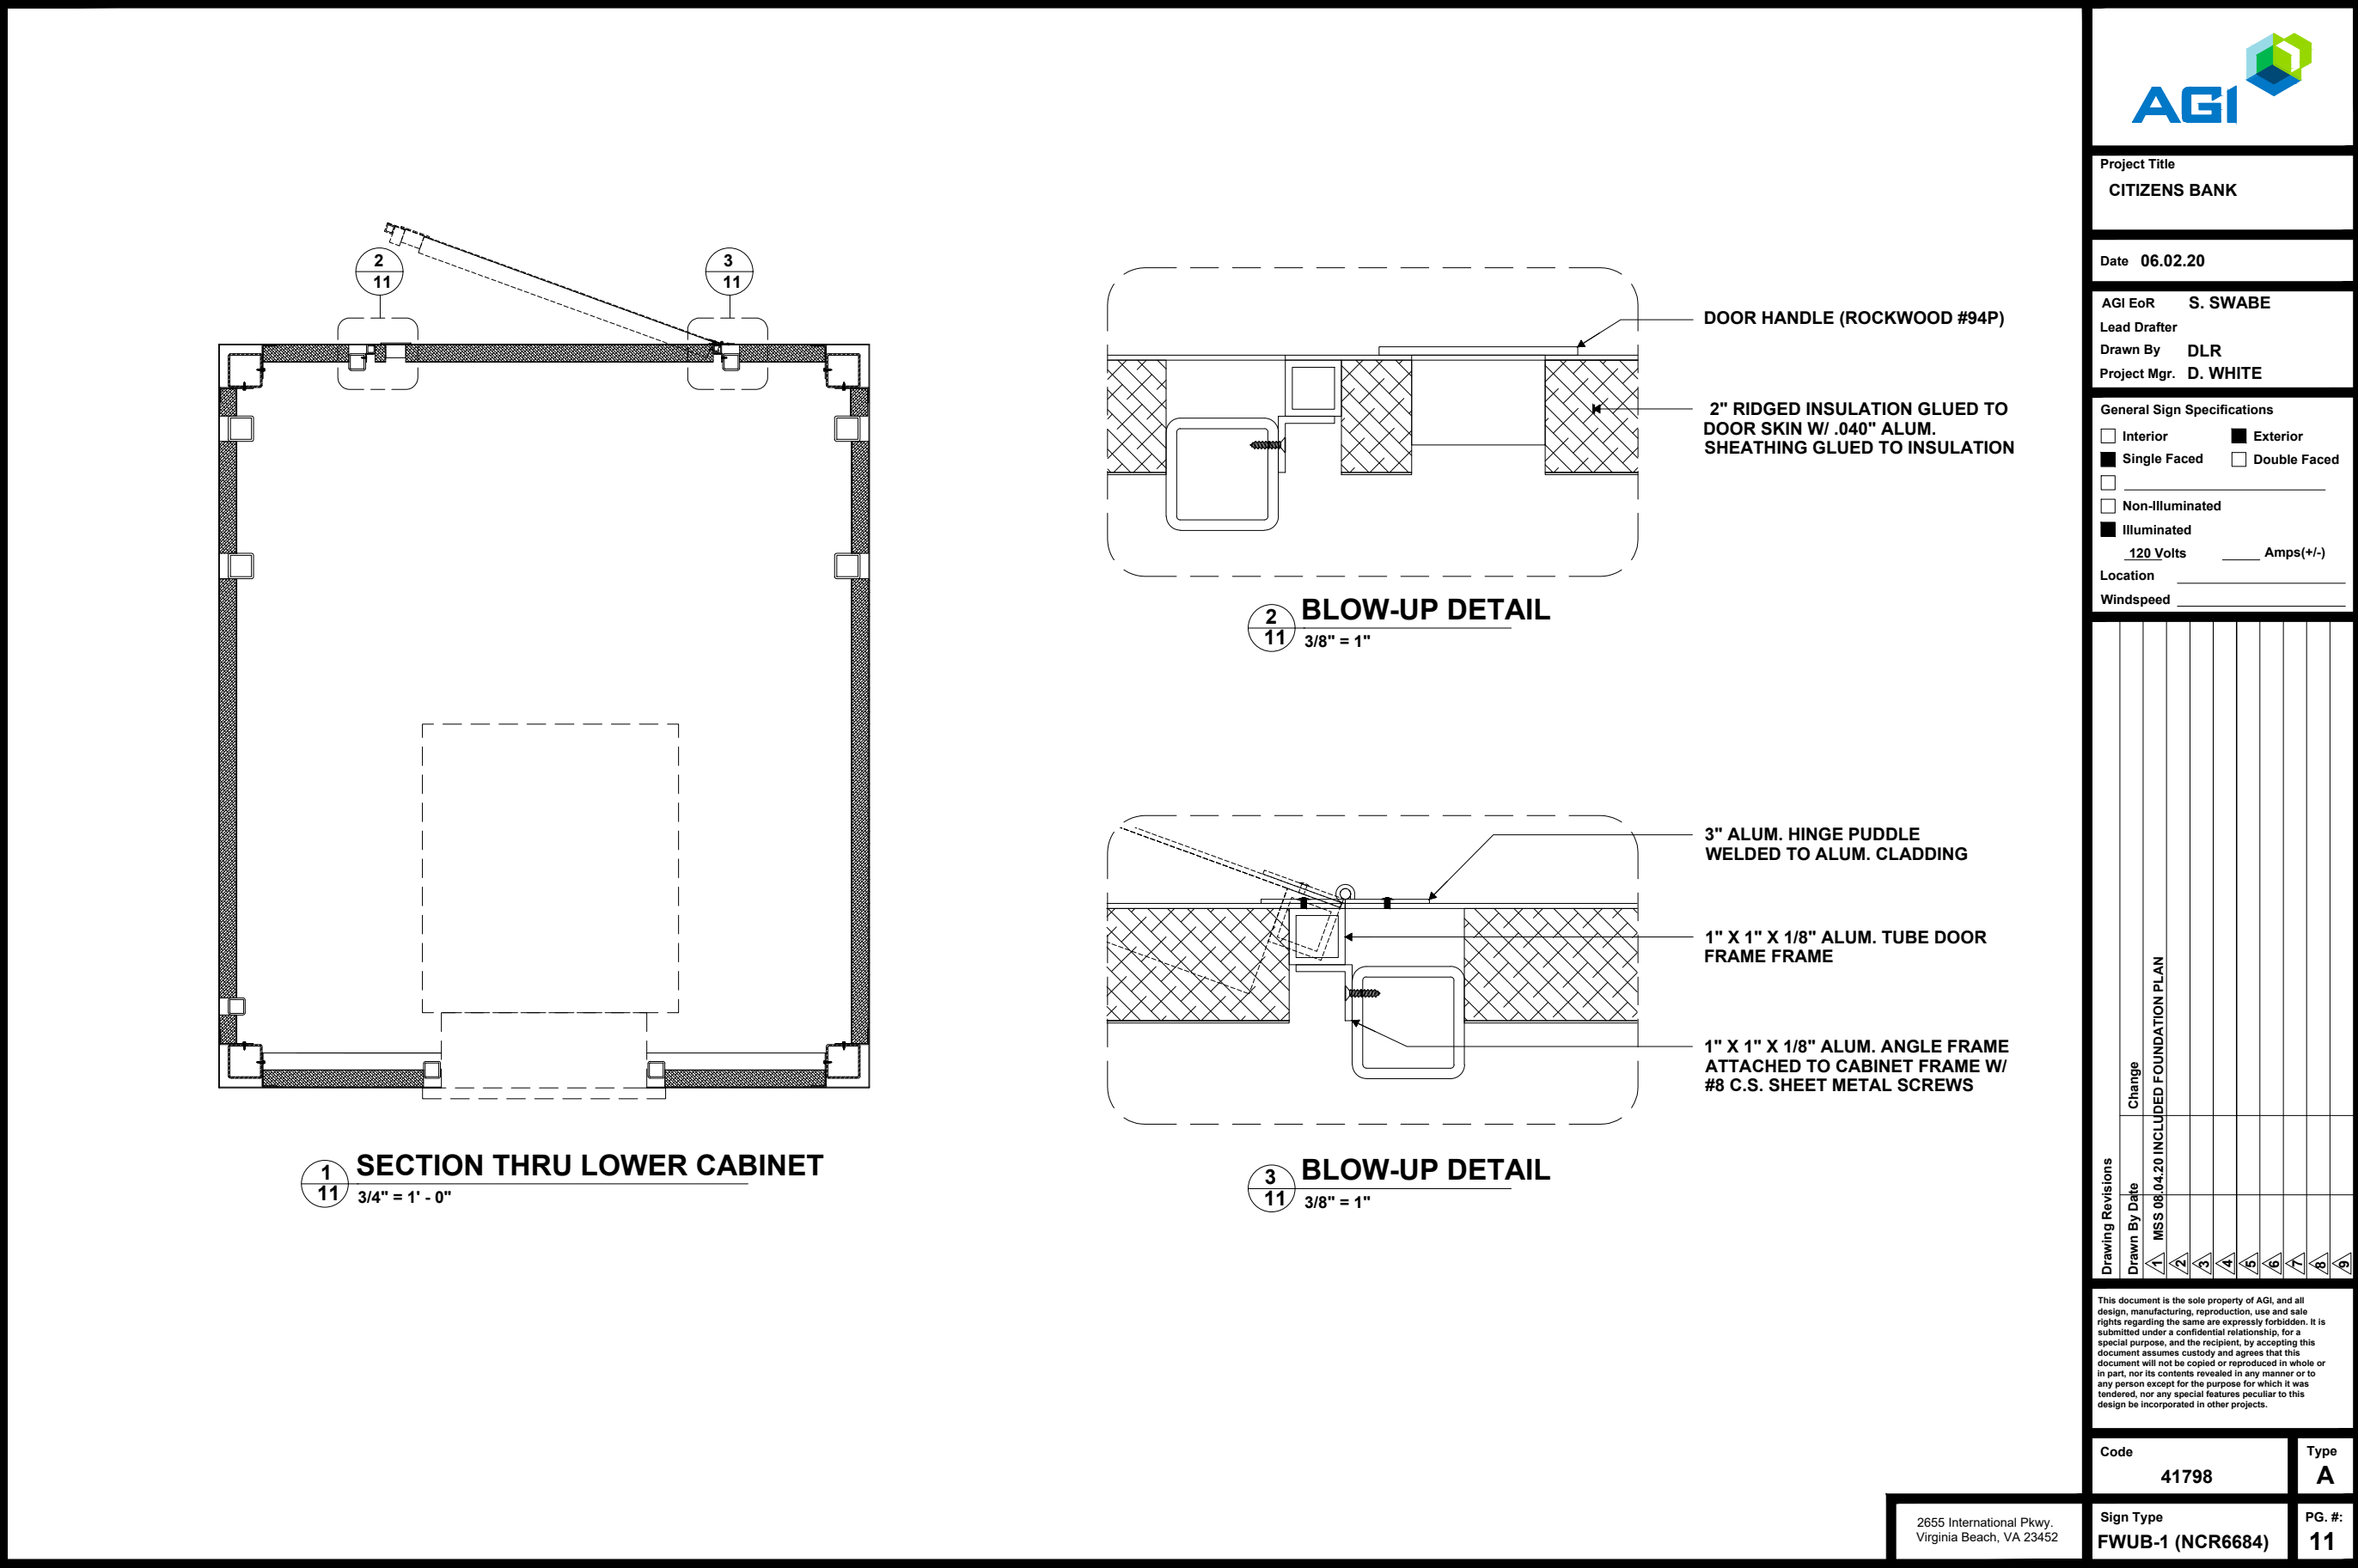 2
11
3
11
DOOR HANDLE (ROCKWOOD #94P)
2" RIDGED INSULATION GLUED TO
DOOR SKIN W/ .040" ALUM.
SHEATHING GLUED TO INSULATION
2
11
BLOW-UP DETAIL
3/8" = 1"
3" ALUM. HINGE PUDDLE
WELDED TO ALUM. CLADDING
1" X 1" X 1/8" ALUM. TUBE DOOR
FRAME FRAME
1" X 1" X 1/8" ALUM. ANGLE FRAME
ATTACHED TO CABINET FRAME W/
#8 C.S. SHEET METAL SCREWS
1
11
SECTION THRU LOWER CABINET
3/4" = 1' - 0"
3
11
BLOW-UP DETAIL
3/8" = 1"
AGI
Project Title
CITIZENS BANK
Date 06.02.20
AGI EoR S. SWABE
Lead Drafter
Drawn By DLR
Project Mgr. D. WHITE
General Sign Specifications
Interior Exterior
Single Faced Double Faced
Non-Illuminated
Illuminated
120 Volts Amps(+/-)
Location
Windspeed
Drawing Revisions
Drawn By Date Change
1 MSS 08.04.20 INCLUDED FOUNDATION PLAN
2
3
4
5
6
7
8
9
This document is the sole property of AGI, and all
design, manufacturing, reproduction, use and sale
rights regarding the same are expressly forbidden. It is
submitted under a confidential relationship, for a
special purpose, and the recipient, by accepting this
document assumes custody and agrees that this
document will not be copied or reproduced in whole or
in part, nor its contents revealed in any manner or to
any person except for the purpose for which it was
tendered, nor any special features peculiar to this
design be incorporated in other projects.
Code
41798
Type
A
2655 International Pkwy.
Virginia Beach, VA 23452
Sign Type
FWUB-1 (NCR6684)
PG. #:
11